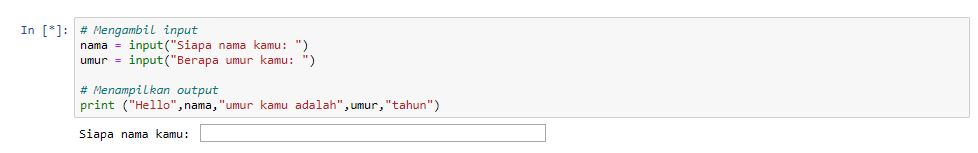 In [*]: # Mengambil input
nama = input("Siapa nama kamu: ")
umur = input("Berapa umur kamu: ")
# Menampilkan output
print ("Hello",nama,"umur kamu adalah",umur,"tahun")
Siapa nama kamu: